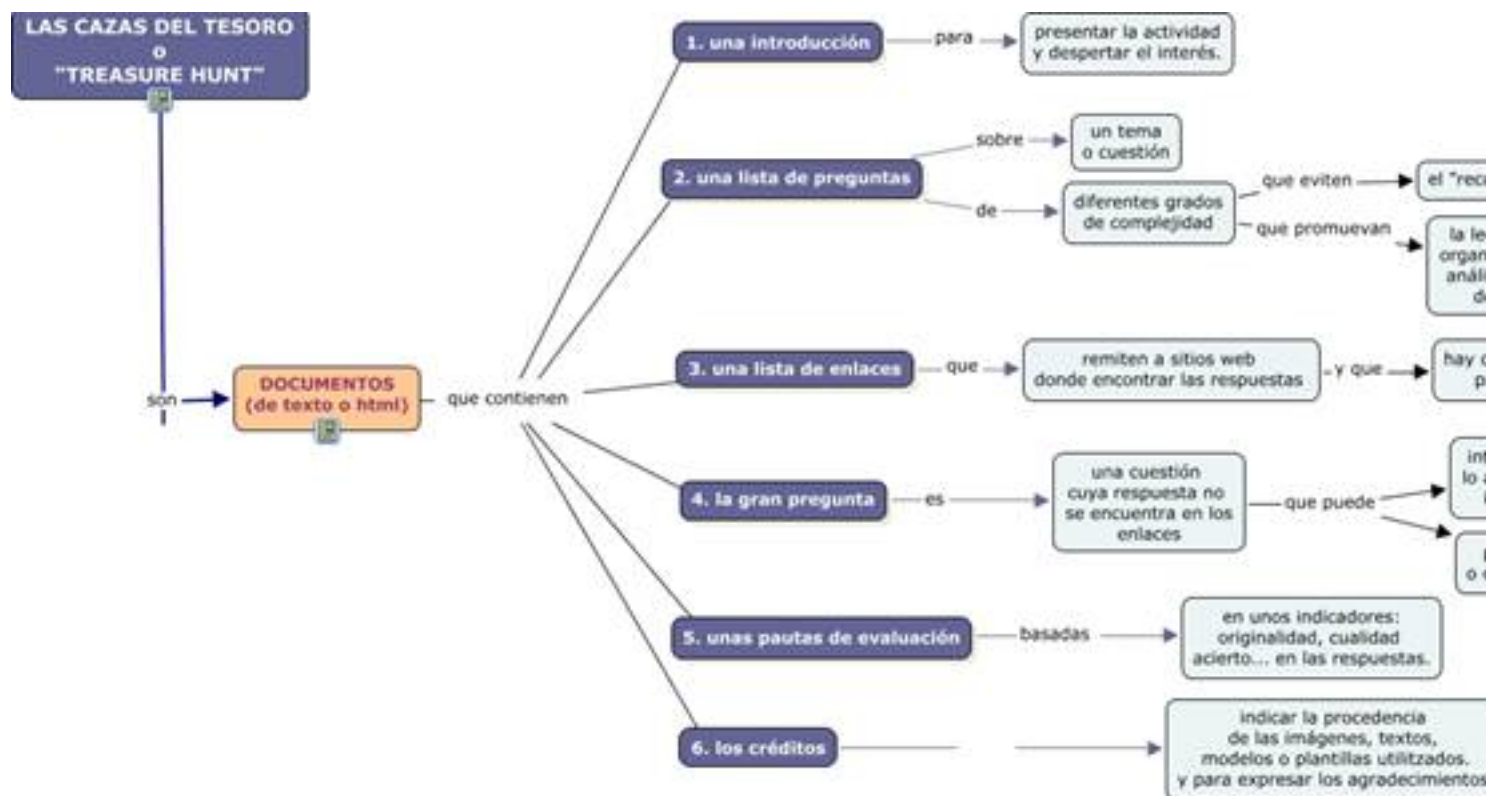 LAS CAZAS DEL TESORO
o
"TREASURE HUNT"
son
DOCUMENTOS
(de texto o html)
que contienen
1. una introducción
para
presentar la actividad
y despertar el interés.
2. una lista de preguntas
sobre
un tema
o cuestión
de
diferentes grados
de complejidad
que eviten
el
que promuevan
la
3. una lista de enlaces
que
remiten a sitios web
donde encontrar las respuestas
y que
hay
4. la gran pregunta
es
una cuestión
cuya respuesta no
se encuentra en los
enlaces
que puede
lo
o
5. unas pautas de evaluación
basadas
en unos indicadores:
originalidad, cualidad
acierto... en las respuestas.
6. los créditos
indicar la procedencia
de las imágenes, textos,
modelos o plantillas utilitzados.
y para expresar los agradecimientos